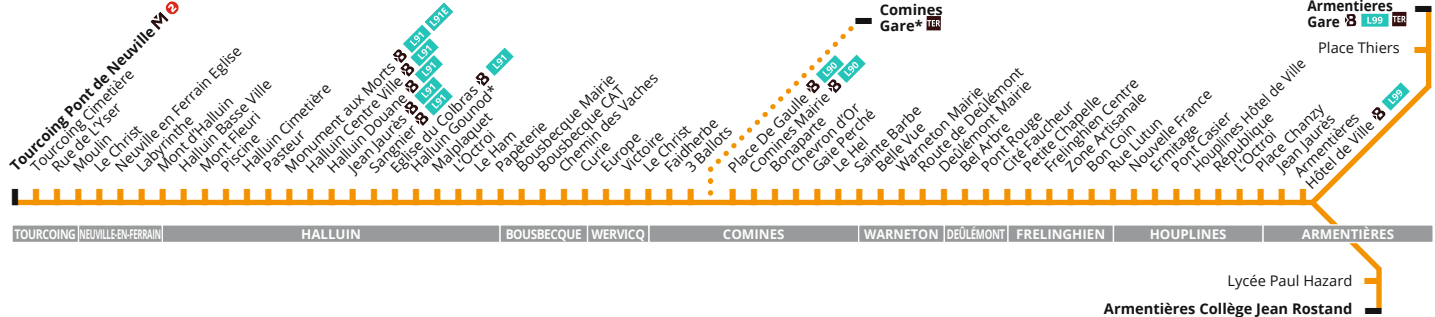 Tourcoing Pont de Neuville M 2
Tourcoing Cimetière
Rue de LYser
Moulin
Le Christ
Neuville en Ferrain Eglise
Labyrinthe
Mont d'Halluin
Halluin Basse Ville
Mont Fleuri
Piscine
Halluin Cimetière
Pasteur
Monument aux Morts L91 L91E
Halluin Centre Ville L91
Halluin Douane L91
Jean Jaurès L91
Sangrier L91
Eglise du Colbras L91
Halluin Gounod*
Malplaquet
L'Octroi
Le Ham
Papèterie
Bousbecque Mairie
Bousbecque CAT
Chemin des Vaches
Curie
Europe
Victoire
Le Christ
Faidherbe
3 Ballots
Comines
Gare* TER
Place De Gaulle L90
Comines Mairie L90
Bonaparte
Chevron d'Or
Gaie Perché
Le Hel
Sainte Barbe
Belle Vue
Warneton Mairie
Route de Deûlémont
Deûlémont Mairie
Bel Arbre
Pont Rouge
Cité Faucheur
Petite Chapelle
Frelinghien Centre
Zone Artisanale
Bon Coin
Rue Lutun
Nouvelle France
Ermitage
Pont Casier
Houplines Hôtel de Ville
République
L'Octroi
Place Chanzy
Jean Jaurès
Armentières
Hôtel de Ville L99
Armentieres
Gare L99 TER
Place Thiers
TOURCOING
NEUVILLE-EN-FERRAIN
HALLUIN
BOUSBECQUE
WERVICQ
COMINES
WARNETON
DEÛLÉMONT
FRELINGHIEN
HOUPLINES
ARMENTIÈRES
Lycée Paul Hazard
Armentières Collège Jean Rostand